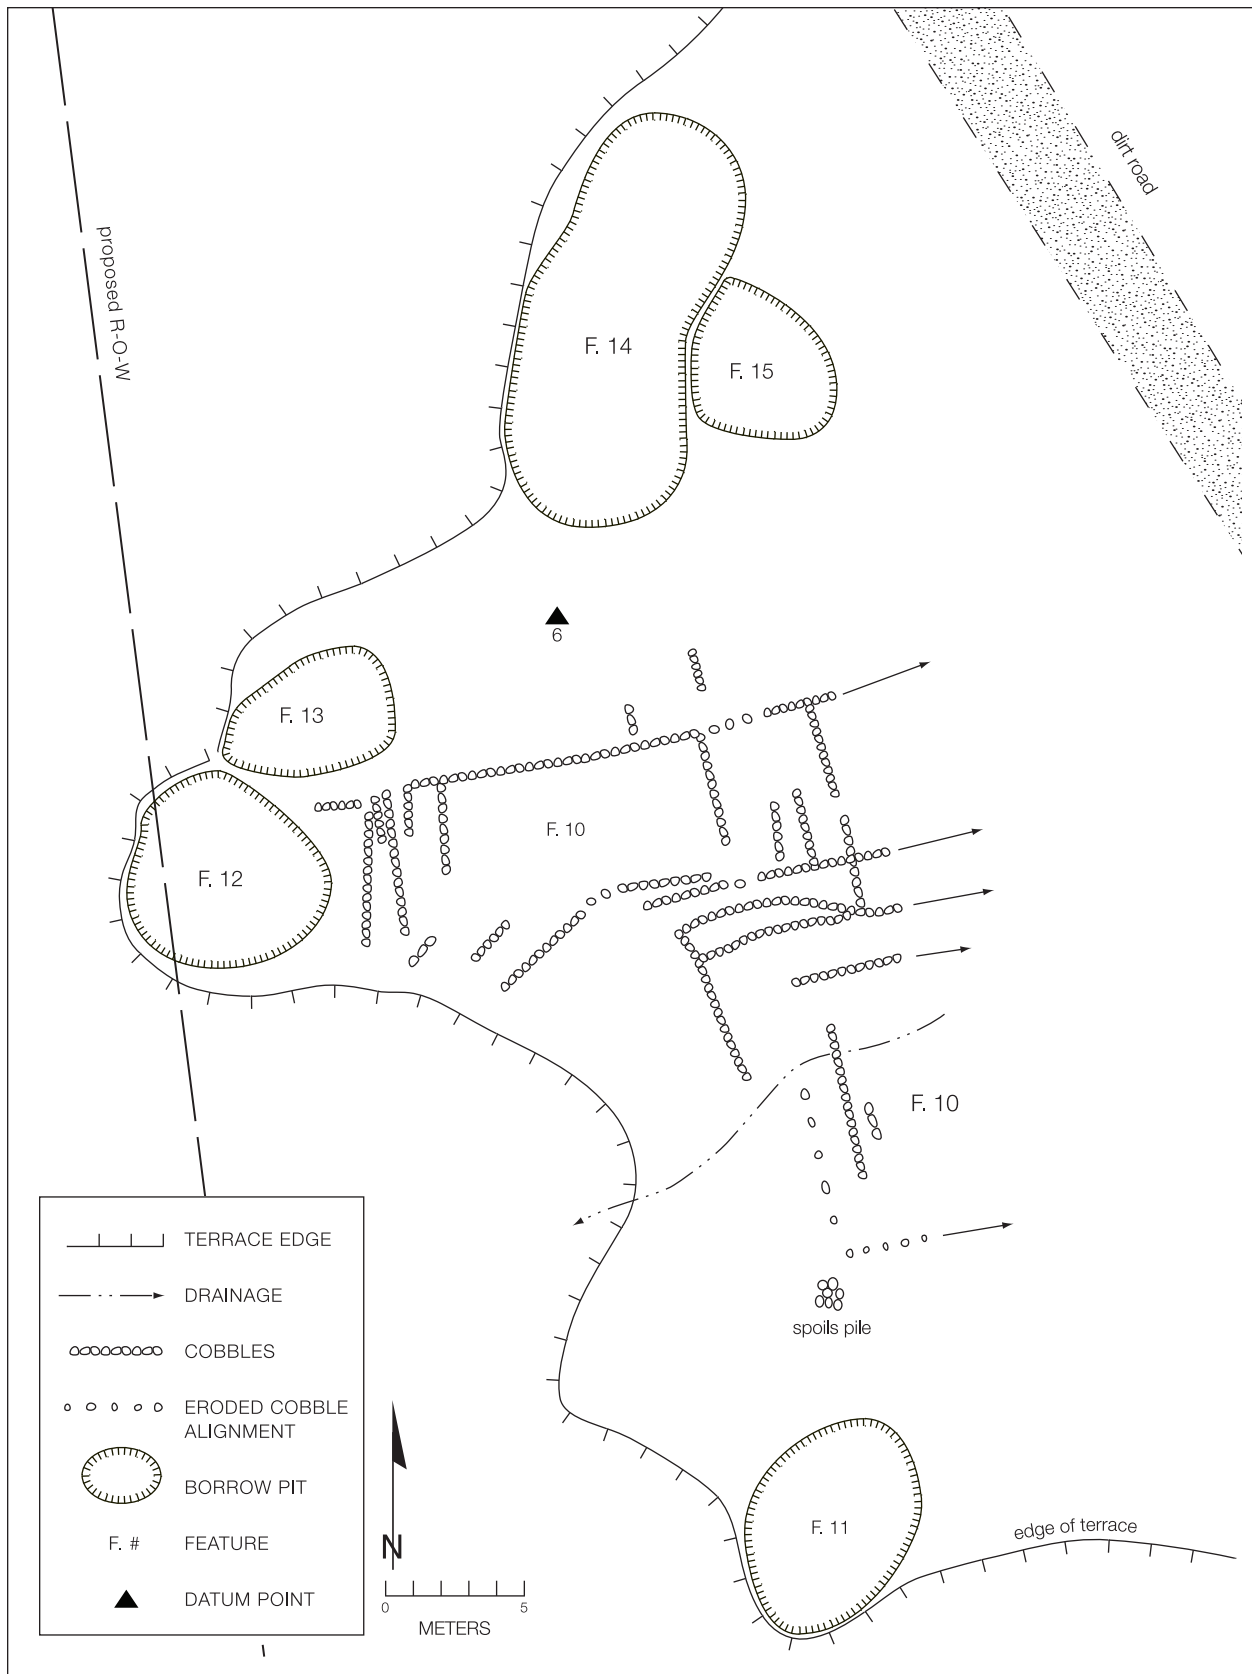 dirt road
proposed R-O-W
F. 14
F. 15
6
F. 13
F. 10
F. 12
F. 10
spoils pile
TERRACE EDGE
DRAINAGE
COBBLES
ERODED COBBLE
ALIGNMENT
BORROW PIT
F. # FEATURE
DATUM POINT
N
0 5
METERS
F. 11
edge of terrace